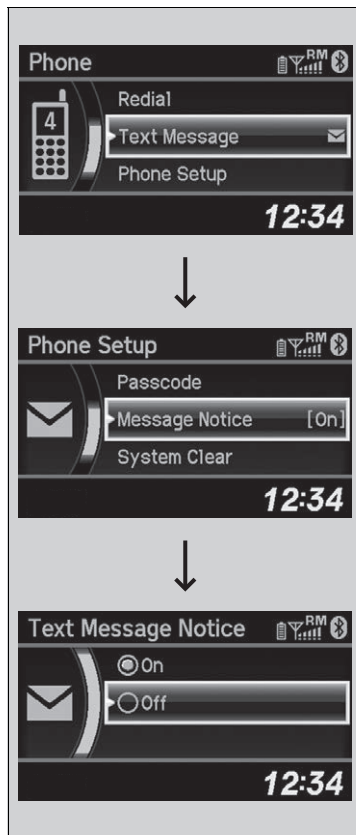 Phone
RM
Redial
4
Text Message
Phone Setup
12:34
Phone Setup
RM
Passcode
Message Notice [On]
System Clear
12:34
Text Message Notice
RM
On
Off
12:34